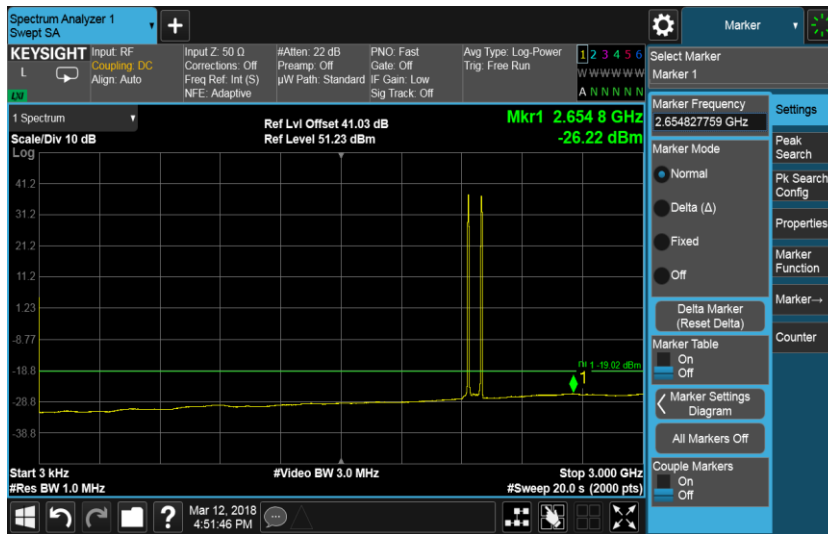 Spectrum Analyzer 1
Swept SA
Marker
KEYSIGHT
L
LXI
Input: RF
Coupling: DC
Align: Auto
Input Z: 50 Ω
Corrections: Off
Freq Ref: Int (S)
NFE: Adaptive
#Atten: 22 dB
Preamp: Off
µW Path: Standard
PNO: Fast
Gate: Off
IF Gain: Low
Sig Track: Off
Avg Type: Log-Power
Trig: Free Run
1 2 3 4 5 6
W W W W W W
A N N N N N
1 Spectrum
Scale/Div 10 dB
Log
Ref Lvl Offset 41.03 dB
Ref Level 51.23 dBm
Mkr1 2.654 8 GHz
-26.22 dBm
41.2
31.2
21.2
11.2
1.23
-8.77
-18.8
-28.8
-38.8
DL1 -19.02 dBm
1
Start 3 kHz
#Res BW 1.0 MHz
#Video BW 3.0 MHz
Stop 3.000 GHz
#Sweep 20.0 s (2000 pts)
Mar 12, 2018
4:51:46 PM
?
Select Marker
Marker 1
Marker Frequency
2.654827759 GHz
Marker Mode
Normal
Delta (Δ)
Fixed
Off
Delta Marker
(Reset Delta)
Marker Table
On
Off
Marker Settings
Diagram
All Markers Off
Couple Markers
On
Off
Settings
Peak
Search
Pk Search
Config
Properties
Marker
Function
Marker→
Counter